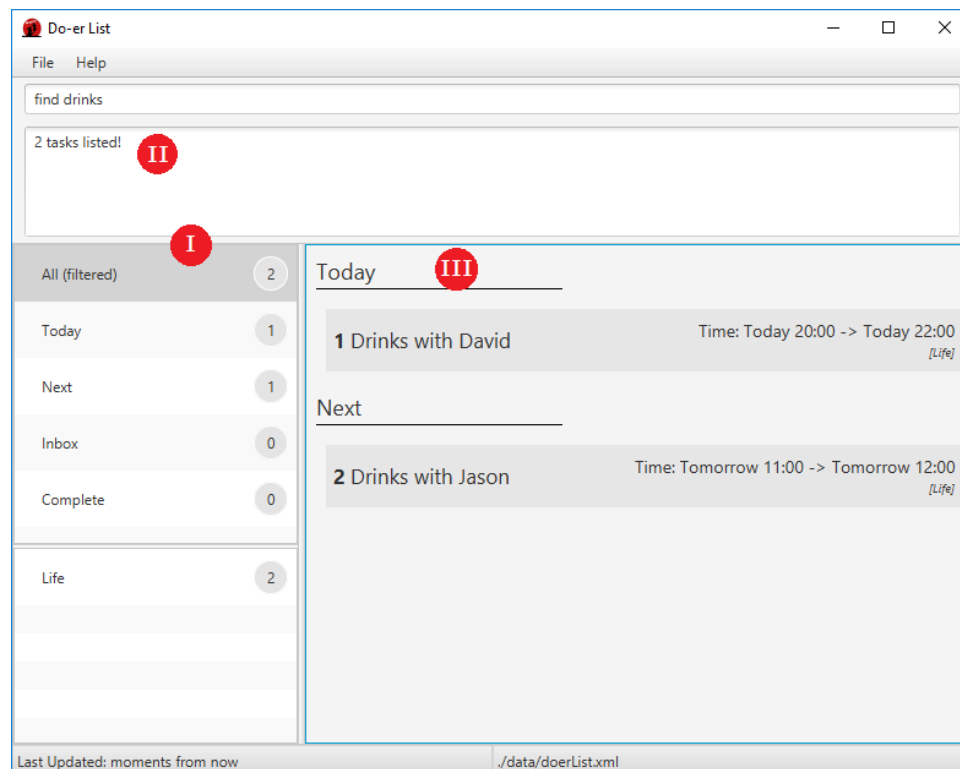 Do-er List
File Help
find drinks
2 tasks listed!
II
I
All (filtered) 2
Today 1
Next 1
Inbox 0
Complete 0
Life 2
Today III
1 Drinks with David Time: Today 20:00 -> Today 22:00
[Life]
Next
2 Drinks with Jason Time: Tomorrow 11:00 -> Tomorrow 12:00
[Life]
Last Updated: moments from now ./data/doerList.xml